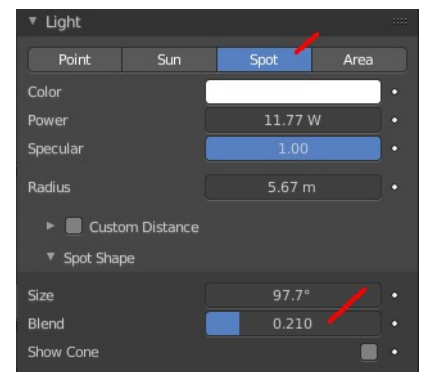 Light
Point Sun Spot Area
Color
Power 11.77 W
Specular 1.00
Radius 5.67 m
Custom Distance
Spot Shape
Size 97.7°
Blend 0.210
Show Cone